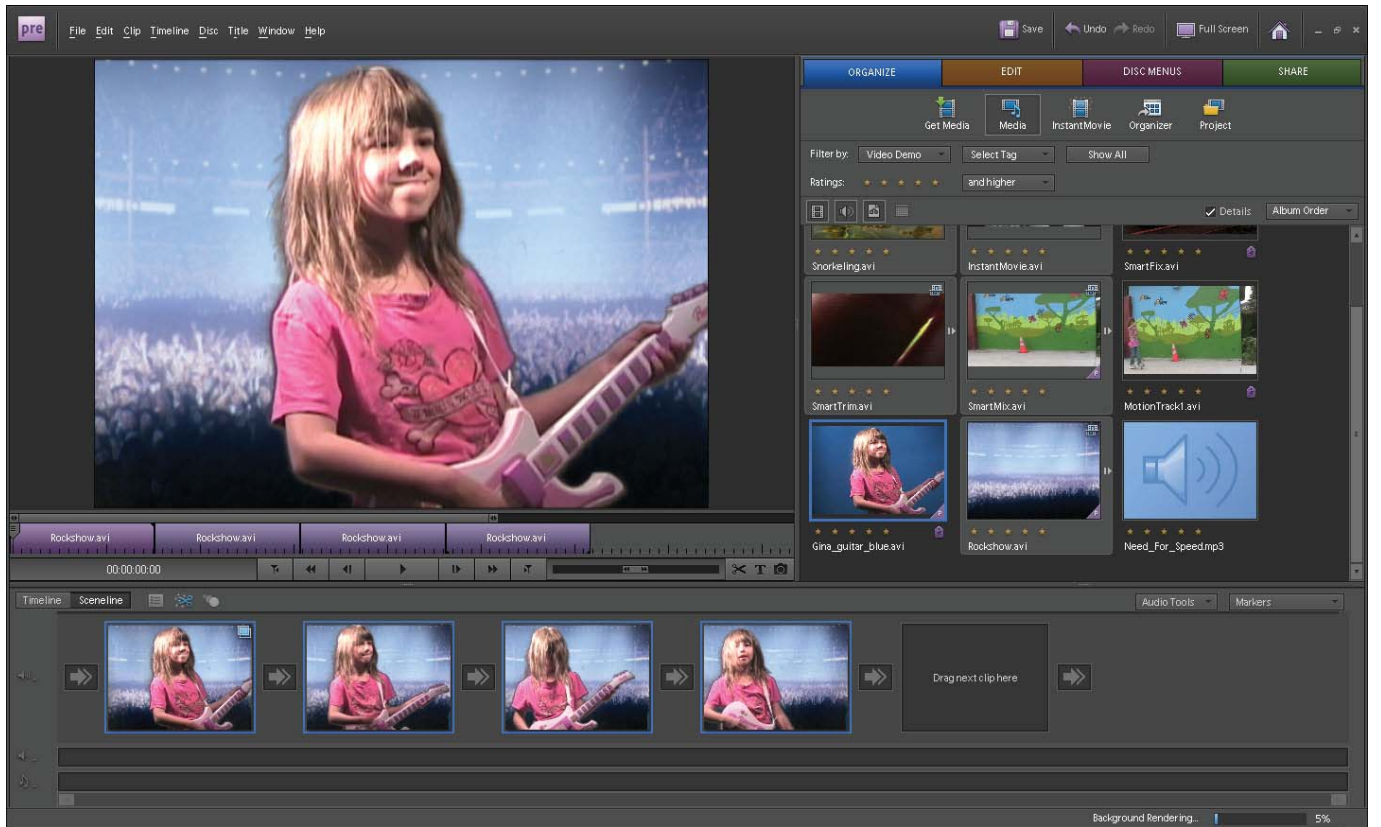 pre File Edit Clip Timeline Disc Title Window Help Save Undo Redo Full Screen
ORGANIZE EDIT DISC MENUS SHARE
Get Media Media InstantMovie Organizer Project
Filter by: Video Demo Select Tag Show All
Ratings: and higher
Details Album Order
Snorkeling.avi InstantMovie.avi SmartFix.avi
SmartTrim.avi SmartMix.avi MotionTrack1.avi
Gina_guitar_blue.avi Rockshow.avi Need_For_Speed.mp3
Rockshow.avi Rockshow.avi Rockshow.avi Rockshow.avi
00:00:00:00 T
Timeline Sceneline Audio Tools Markers
Drag next clip here
Background Rendering... 5%